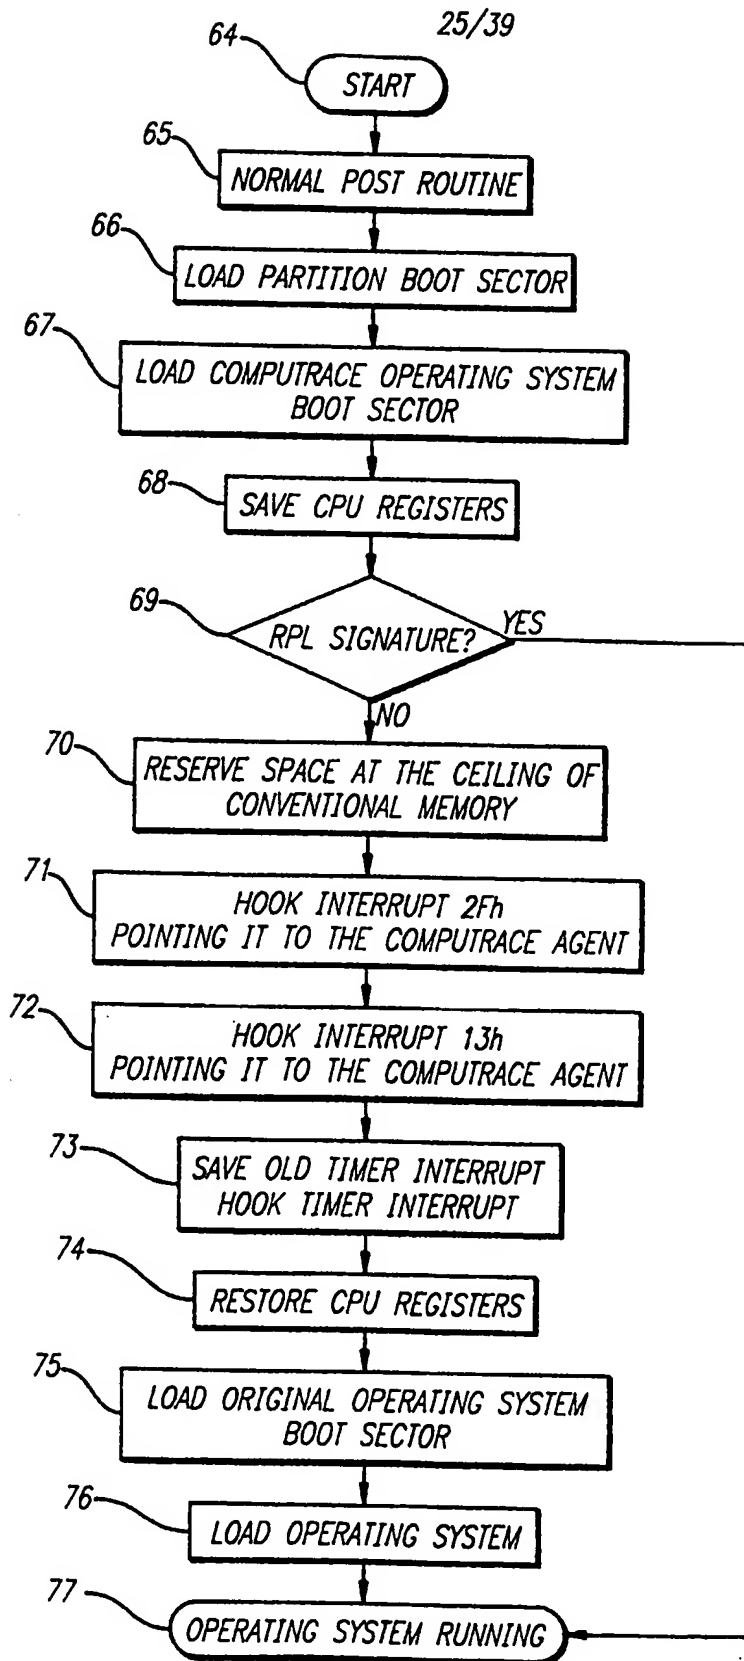 25/39
64
START
65
NORMAL POST ROUTINE
66
LOAD PARTITION BOOT SECTOR
67
LOAD COMPUTRACE OPERATING SYSTEM
BOOT SECTOR
68
SAVE CPU REGISTERS
69
RPL SIGNATURE?
YES
NO
70
RESERVE SPACE AT THE CEILING OF
CONVENTIONAL MEMORY
71
HOOK INTERRUPT 2Fh
POINTING IT TO THE COMPUTRACE AGENT
72
HOOK INTERRUPT 13h
POINTING IT TO THE COMPUTRACE AGENT
73
SAVE OLD TIMER INTERRUPT
HOOK TIMER INTERRUPT
74
RESTORE CPU REGISTERS
75
LOAD ORIGINAL OPERATING SYSTEM
BOOT SECTOR
76
LOAD OPERATING SYSTEM
77
OPERATING SYSTEM RUNNING